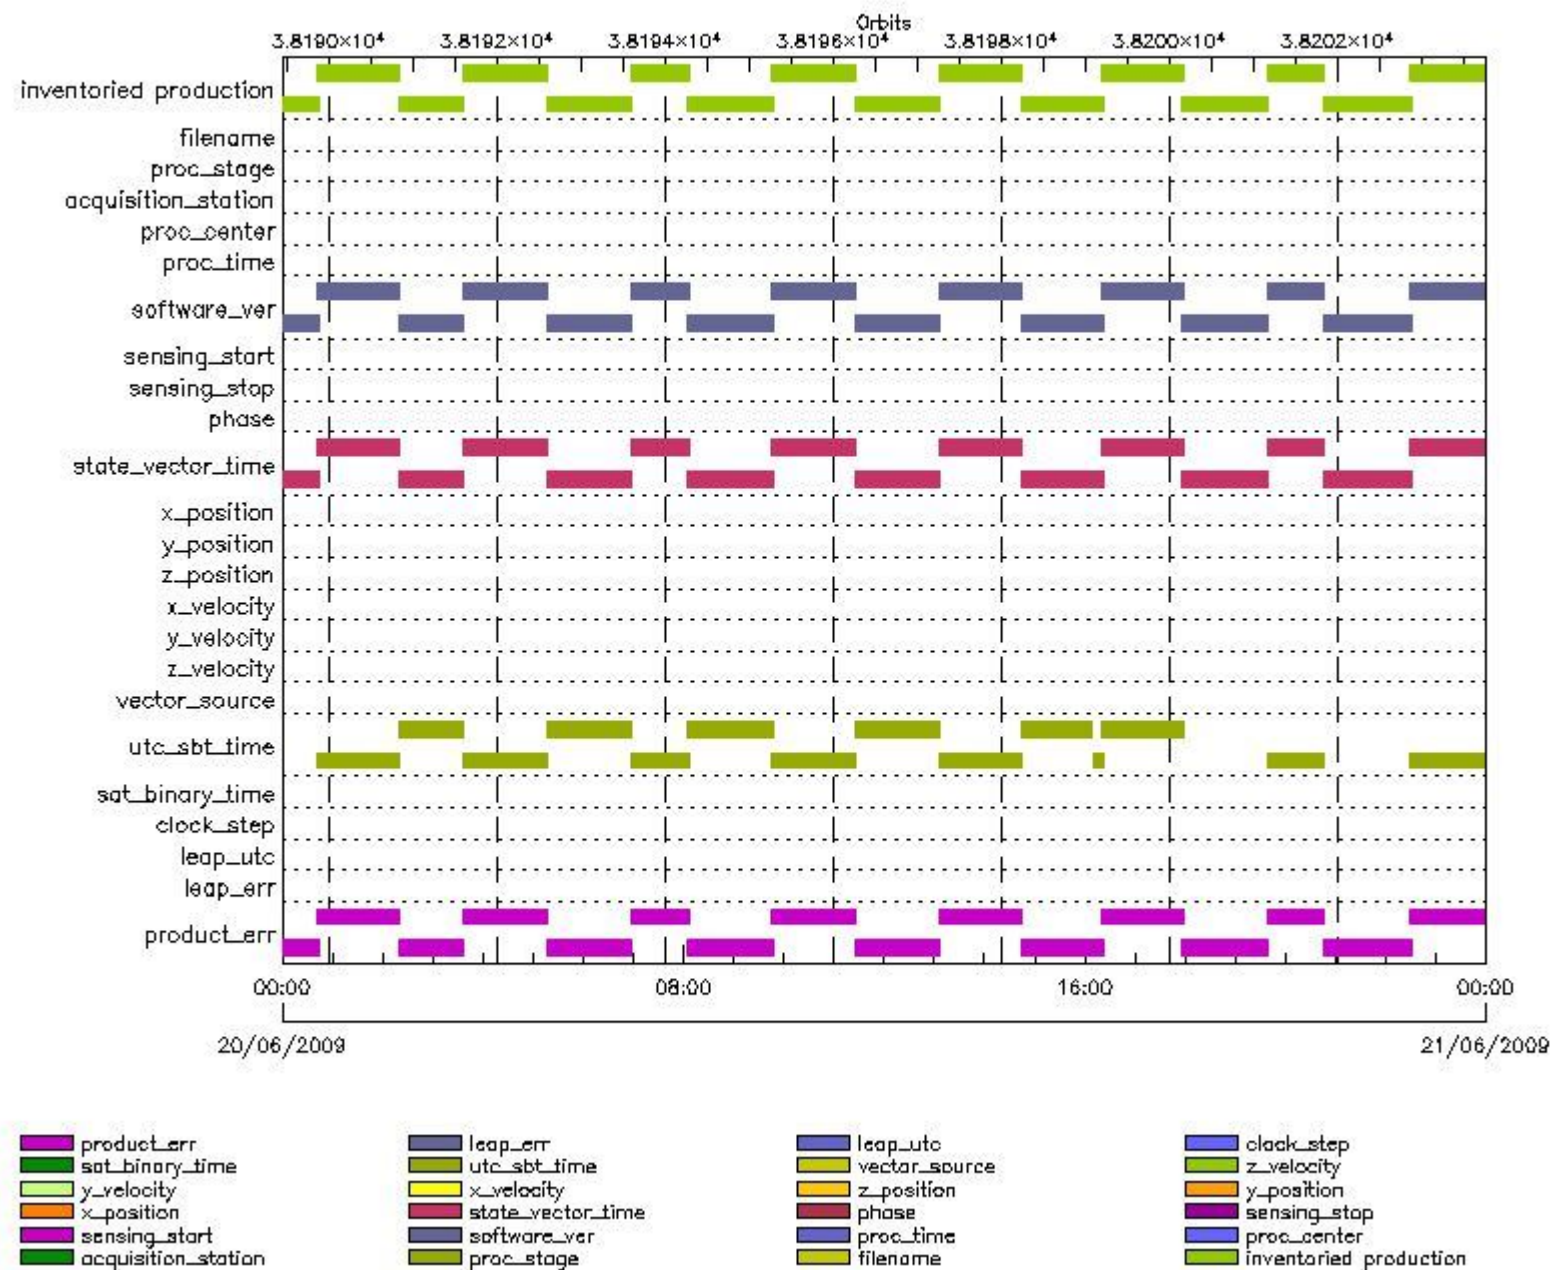 Orbits
3.8190×10⁴ 3.8192×10⁴ 3.8194×10⁴ 3.8196×10⁴ 3.8198×10⁴ 3.8200×10⁴ 3.8202×10⁴
inventoried production
filename
proc_stage
acquisition_station
proc_center
proc_time
software_ver
sensing_start
sensing_stop
phase
state_vector_time
x_position
y_position
z_position
x_velocity
y_velocity
z_velocity
vector_source
utc_sbt_time
sat_binary_time
clock_step
leap_utc
leap_err
product_err
00:00 08:00 16:00 00:00
20/06/2009 21/06/2009
product_err leap_err leap_utc clock_step
sat_binary_time utc_sbt_time vector_source z_velocity
y_velocity x_velocity z_position y_position
x_position state_vector_time phase sensing_stop
sensing_start software_ver proc_time proc_center
acquisition_station proc_stage filename inventoried production